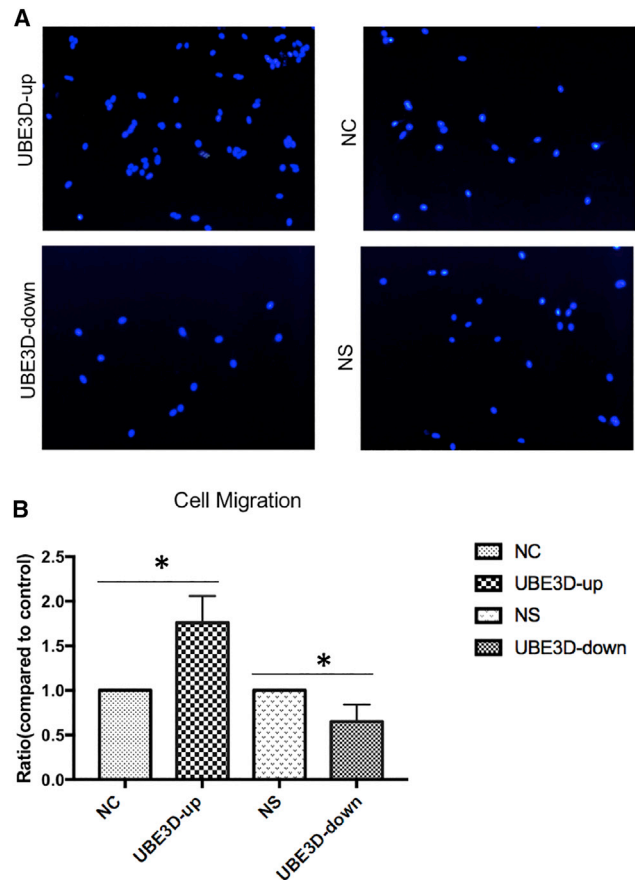 A
UBE3D-up
NC
UBE3D-down
NS
B
Cell Migration
Ratio(compared to control)
2.5
2.0
1.5
1.0
0.5
0.0
*
*
NC
UBE3D-up
NS
UBE3D-down
NC
UBE3D-up
NS
UBE3D-down